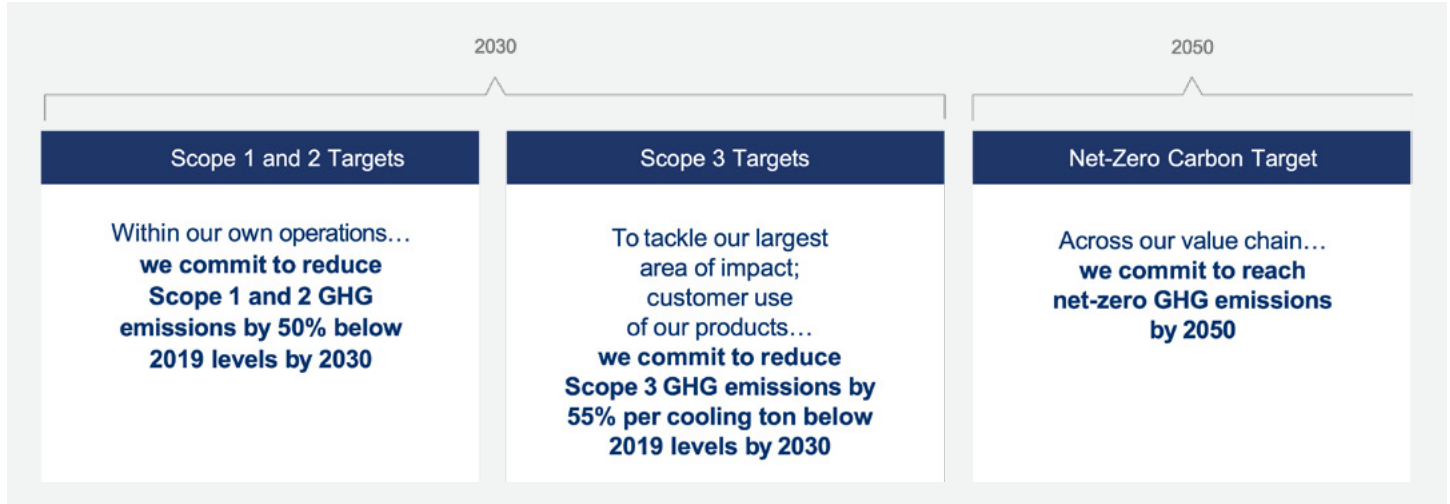 2030
2050
Scope 1 and 2 Targets
Within our own operations…
we commit to reduce
Scope 1 and 2 GHG
emissions by 50% below
2019 levels by 2030
Scope 3 Targets
To tackle our largest
area of impact;
customer use
of our products…
we commit to reduce
Scope 3 GHG emissions by
55% per cooling ton below
2019 levels by 2030
Net-Zero Carbon Target
Across our value chain…
we commit to reach
net-zero GHG emissions
by 2050